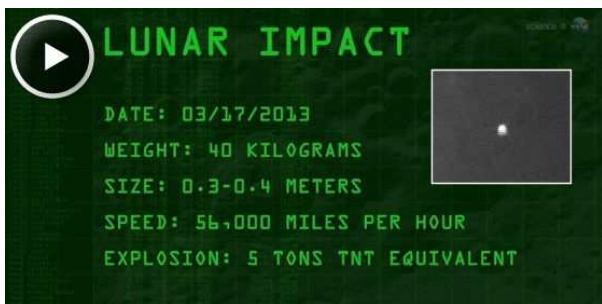 LUNAR IMPACT
DATE: 03/17/2013
WEIGHT: 40 KILOGRAMS
SIZE: 0.3-0.4 METERS
SPEED: 56,000 MILES PER HOUR
EXPLOSION: 5 TONS TNT EQUIVALENT